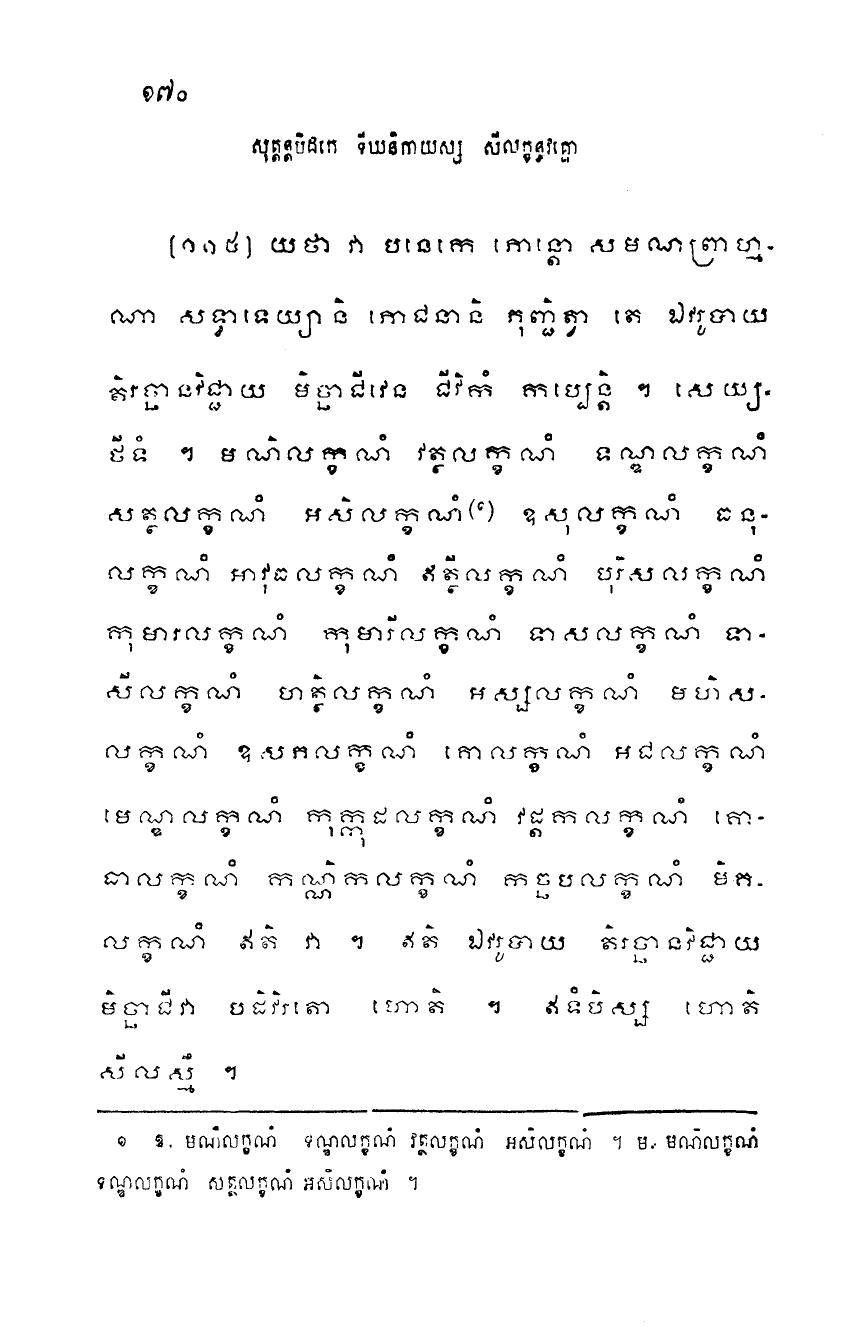 ១៧០
សុត្តន្តបិដកេ ទីឃនិកាយស្ស សីលក្ខន្ធវគ្គោ
[១១៥] យថា វា បនេកេ ភោន្តោ សមណព្រាហ្ម-
ណា សទ្ធាទេយ្យានិ ភោជនានិ ភុញ្ជិត្វា តេ ឯវរូបាយ
តិរច្ឆានវិជ្ជាយ មិច្ឆាជីវេន ជីវិកំ កប្បេន្តិ ។ សេយ្យ-
ថីទំ ។ មណិលក្ខណំ វត្ថលក្ខណំ ទណ្ឌលក្ខណំ
សត្ថលក្ខណំ អសិលក្ខណំ(១) ឧសុលក្ខណំ ធនុ-
លក្ខណំ អាវុធលក្ខណំ ឥត្ថីលក្ខណំ បុរិសលក្ខណំ
កុមារលក្ខណំ កុមារីលក្ខណំ ទាសលក្ខណំ ទា-
សីលក្ខណំ ហត្ថិលក្ខណំ អស្សលក្ខណំ មហិស-
លក្ខណំ ឧសភលក្ខណំ គោលក្ខណំ អជលក្ខណំ
មេណ្ឌលក្ខណំ កុក្កុដលក្ខណំ វដ្តកលក្ខណំ គោ-
ធាលក្ខណំ កណ្ណិកលក្ខណំ កច្ឆបលក្ខណំ មិគ-
លក្ខណំ ឥតិ វា ។ ឥតិ ឯវរូបាយ តិរច្ឆានវិជ្ជាយ
មិច្ឆាជីវា បដិវិរតោ ហោតិ ។ ឥទំបិស្ស ហោតិ
សីលស្មឹ ។
១ ឱ. មណិលក្ខណំ ទណ្ឌលក្ខណំ វត្ថលក្ខណំ អសិលក្ខណំ ។ ម. មណិលក្ខណំ
ទណ្ឌលក្ខណំ សត្ថលក្ខណំ អសិលក្ខណំ ។